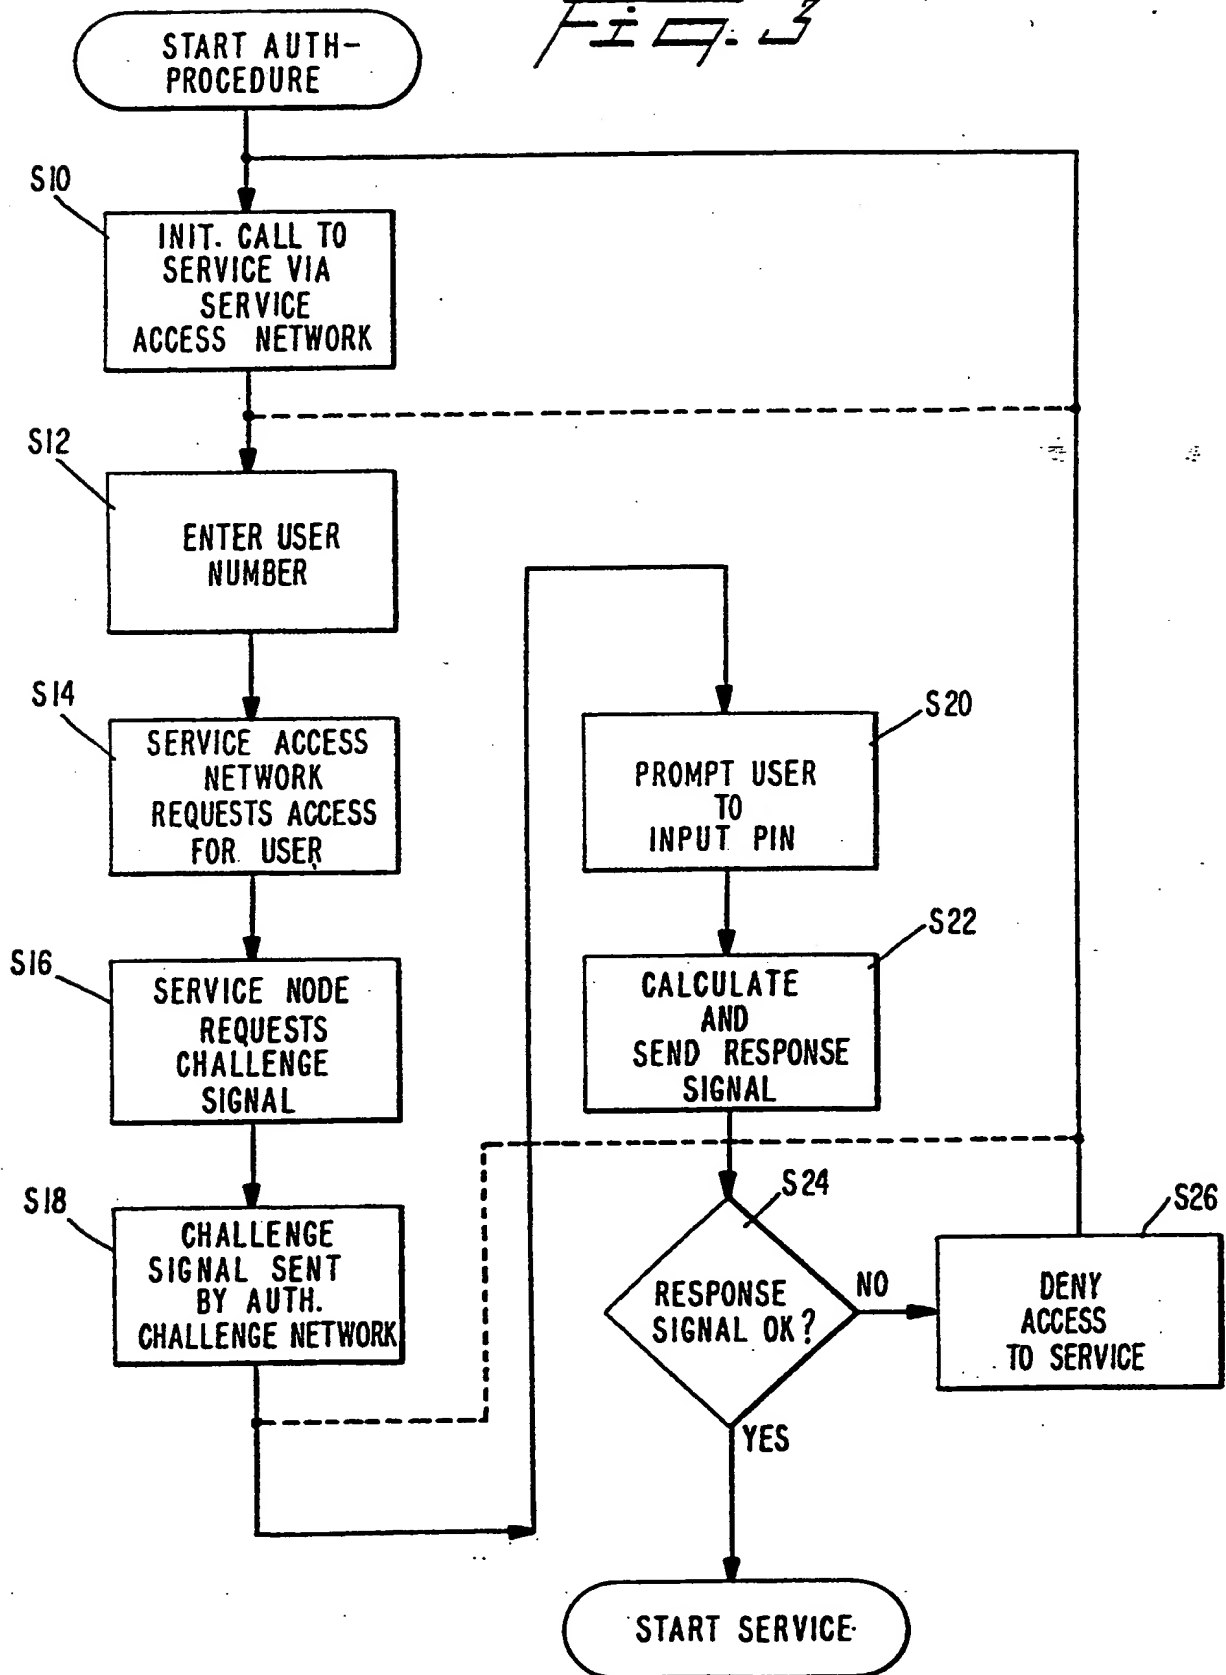 Fig. 3
START AUTH-
PROCEDURE
S10
INIT. CALL TO
SERVICE VIA
SERVICE
ACCESS NETWORK
S12
ENTER USER
NUMBER
S14
SERVICE ACCESS
NETWORK
REQUESTS ACCESS
FOR USER
S16
SERVICE NODE
REQUESTS
CHALLENGE
SIGNAL
S18
CHALLENGE
SIGNAL SENT
BY AUTH.
CHALLENGE NETWORK
S20
PROMPT USER
TO
INPUT PIN
S22
CALCULATE
AND
SEND RESPONSE
SIGNAL
S24
RESPONSE
SIGNAL OK?
NO
YES
S26
DENY
ACCESS
TO SERVICE
START SERVICE